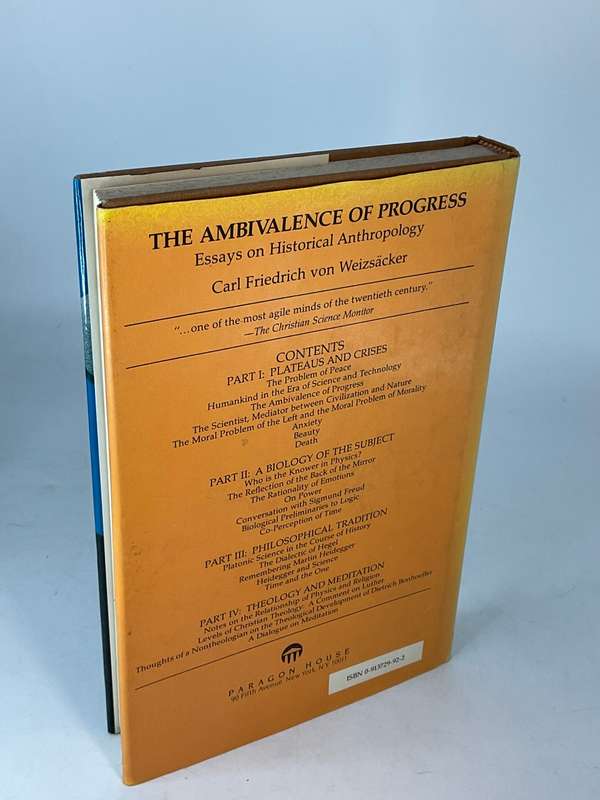 THE AMBIVALENCE OF PROGRESS
Essays on Historical Anthropology
Carl Friedrich von Weizsäcker
"...one of the most agile minds of the twentieth century."
—The Christian Science Monitor
CONTENTS
PART I: PLATEAUS AND CRISES
The Problem of Peace
Humankind in the Era of Science and Technology
The Ambivalence of Progress
The Scientist, Mediator between Civilization and Nature
The Moral Problem of the Left and the Moral Problem of Morality
Anxiety
Beauty
Death
PART II: A BIOLOGY OF THE SUBJECT
Who is the Knower in Physics?
The Reflection of the Back of the Mirror
The Rationality of Emotions
On Power
Conversation with Sigmund Freud
Biological Preliminaries to Logic
Co-Perception of Time
PART III: PHILOSOPHICAL TRADITION
Platonic Science in the Course of History
The Dialectic of Hegel
Remembering Martin Heidegger
Heidegger and Science
Time and the One
PART IV: THEOLOGY AND MEDITATION
Notes on the Relationship of Physics and Religion
Levels of Christian Theology: A Comment on Luther
Thoughts of a Nontheologian on the Theological Development of Dietrich Bonhoeffer
A Dialogue on Meditation
PARAGON HOUSE
90 Fifth Avenue New York, N.Y. 10011
ISBN 0-913729-92-2